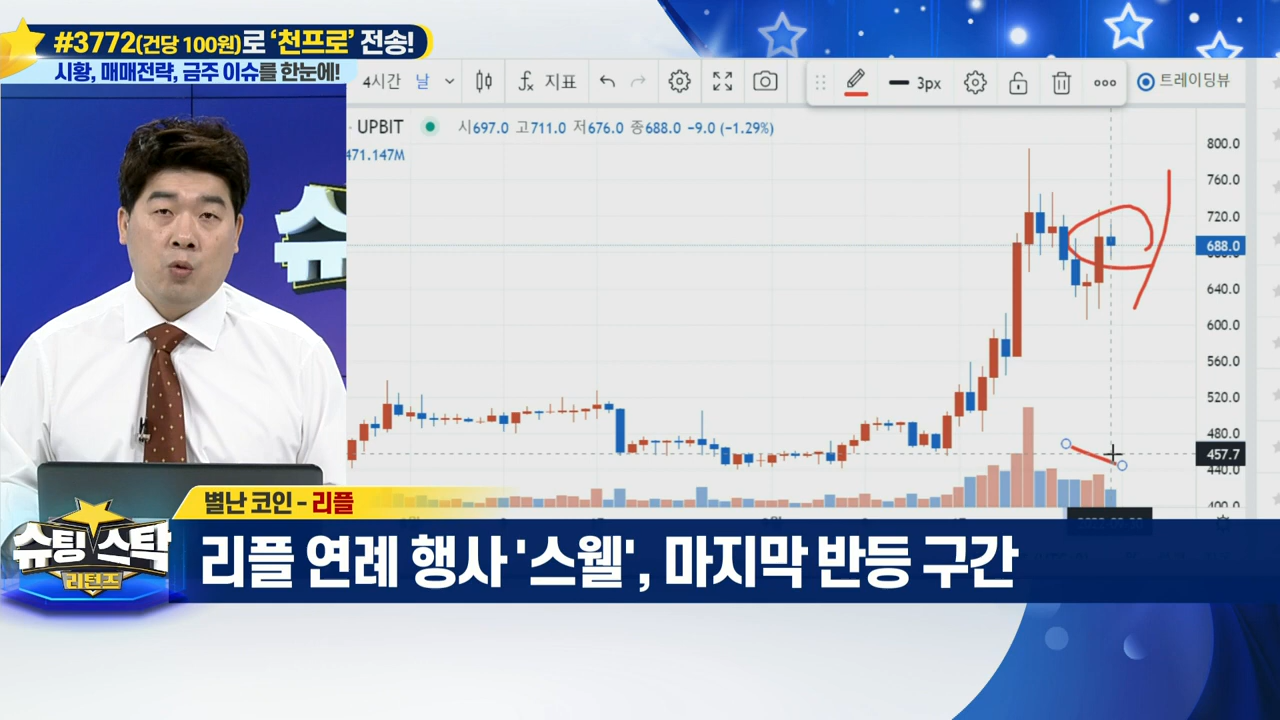 #3772(건당 100원)로 '천프로' 전송!
시황, 매매전략, 금주 이슈를 한눈에!
4시간 날 지표 3px 트레이딩뷰
UPBIT 시697.0 고711.0 저676.0 종688.0 -9.0 (-1.29%)
471.147M
800.0
760.0
720.0
688.0
680.0
640.0
600.0
560.0
520.0
480.0
457.7
440.0
400.0
슈
별난 코인 - 리플
슈팅스탁
리턴즈
리플 연례 행사 '스웰', 마지막 반등 구간